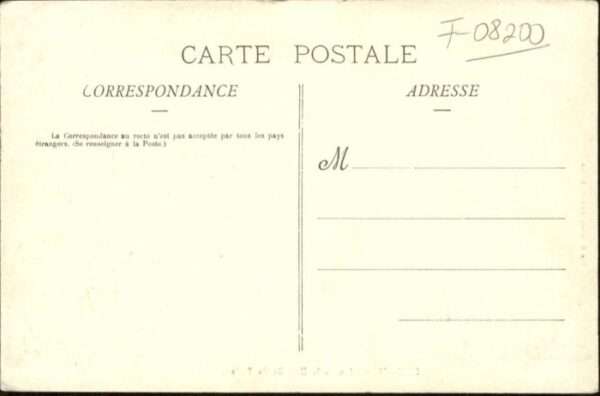 F-08200
CARTE POSTALE
CORRESPONDANCE
ADRESSE
La Correspondance au recto n'est pas acceptée par tous les pays
étrangers. (Se renseigner à la Poste.)
M